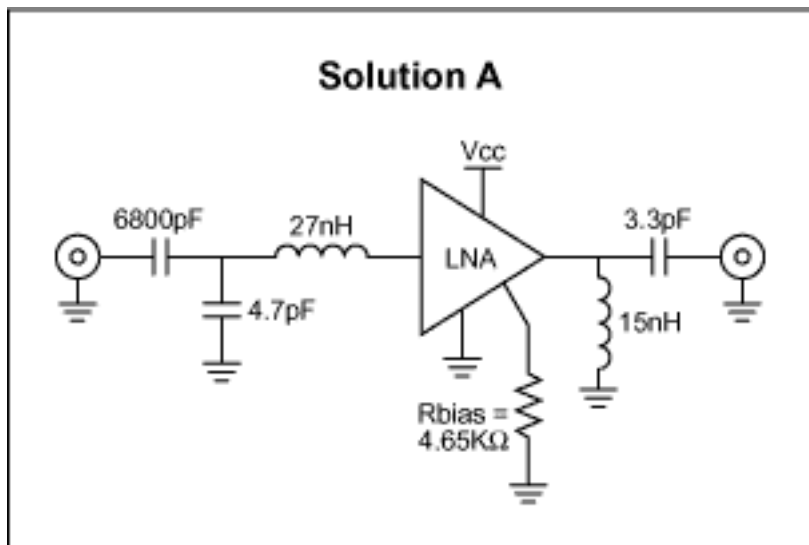 Solution A
Vcc
6800pF
27nH
3.3pF
LNA
4.7pF
15nH
Rbias =
4.65KΩ